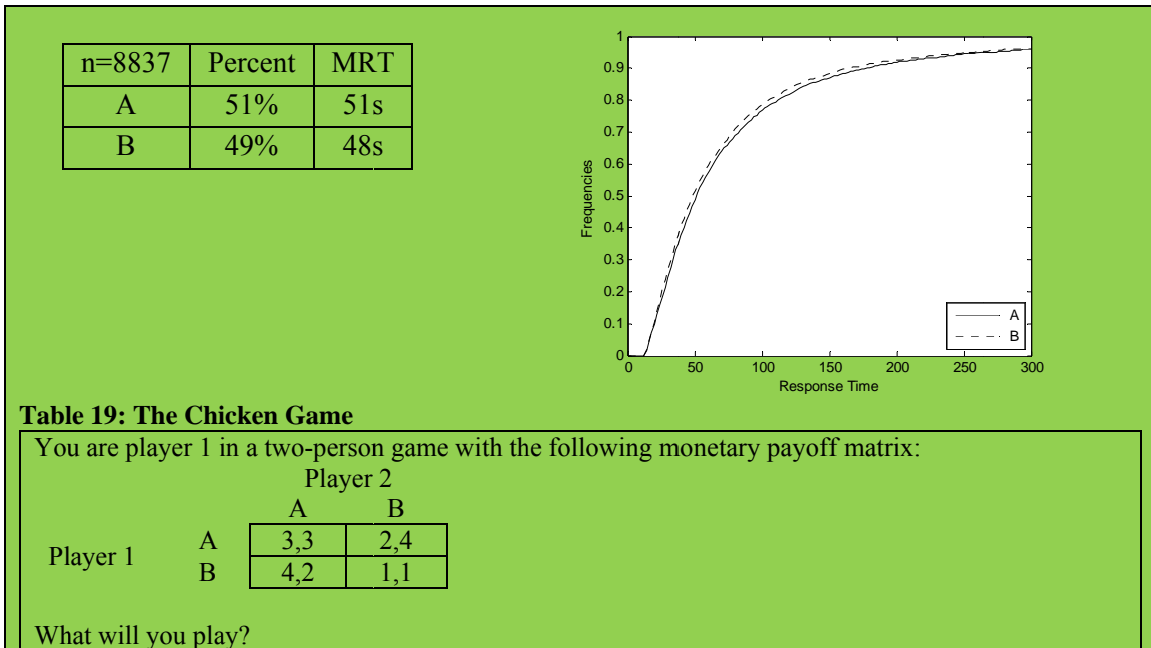 n=8837 Percent MRT
A 51% 51s
B 49% 48s
1
0.9
0.8
0.7
0.6
0.5
0.4
0.3
0.2
0.1
0
Frequencies
0 50 100 150 200 250 300
Response Time
A
B
Table 19: The Chicken Game
You are player 1 in a two-person game with the following monetary payoff matrix:
Player 2
A B
Player 1 A 3,3 2,4
B 4,2 1,1
What will you play?